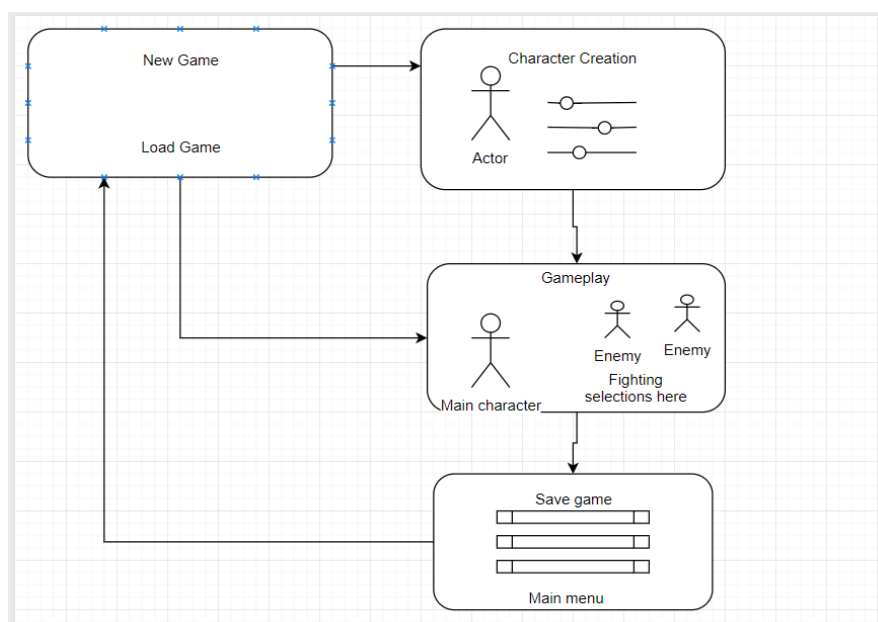 New Game
Load Game
Character Creation
Actor
Gameplay
Enemy
Enemy
Fighting
selections here
Main character
Save game
Main menu